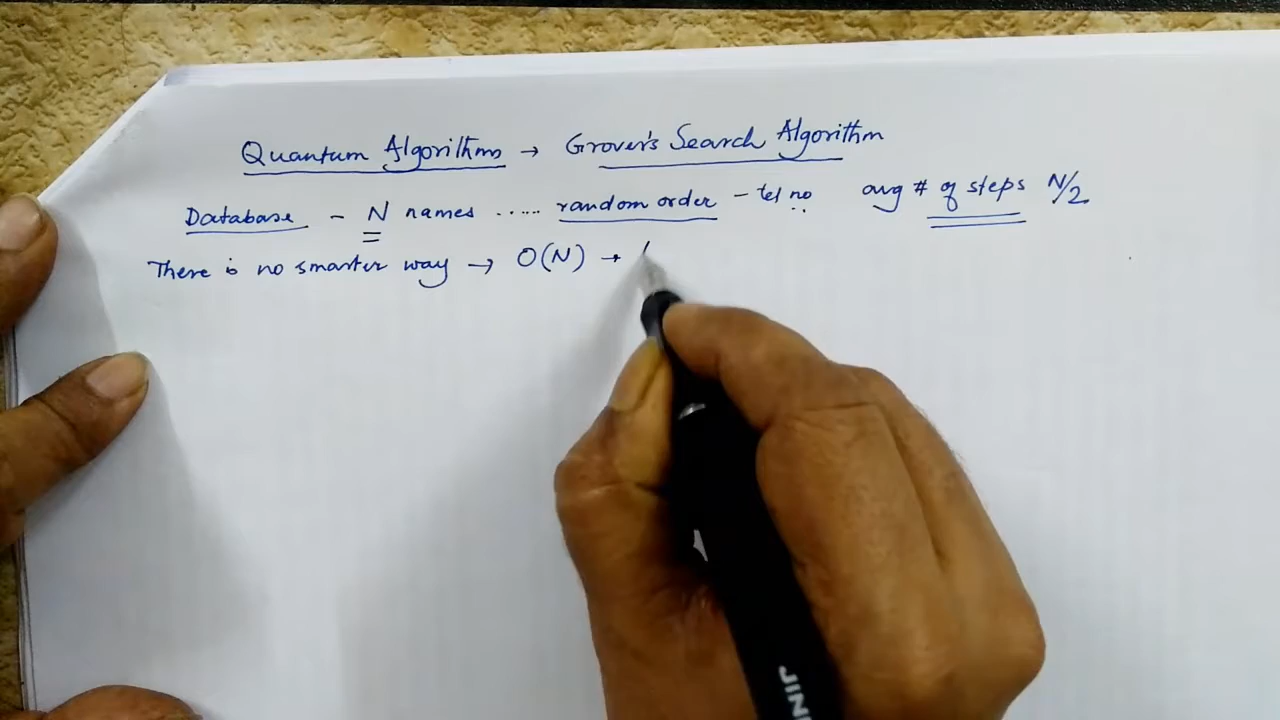 Quantum Algorithms → Grover's Search Algorithm
Database - N names ...... random order - tel no.. avg # of steps N/2
There is no smarter way → O(N) →